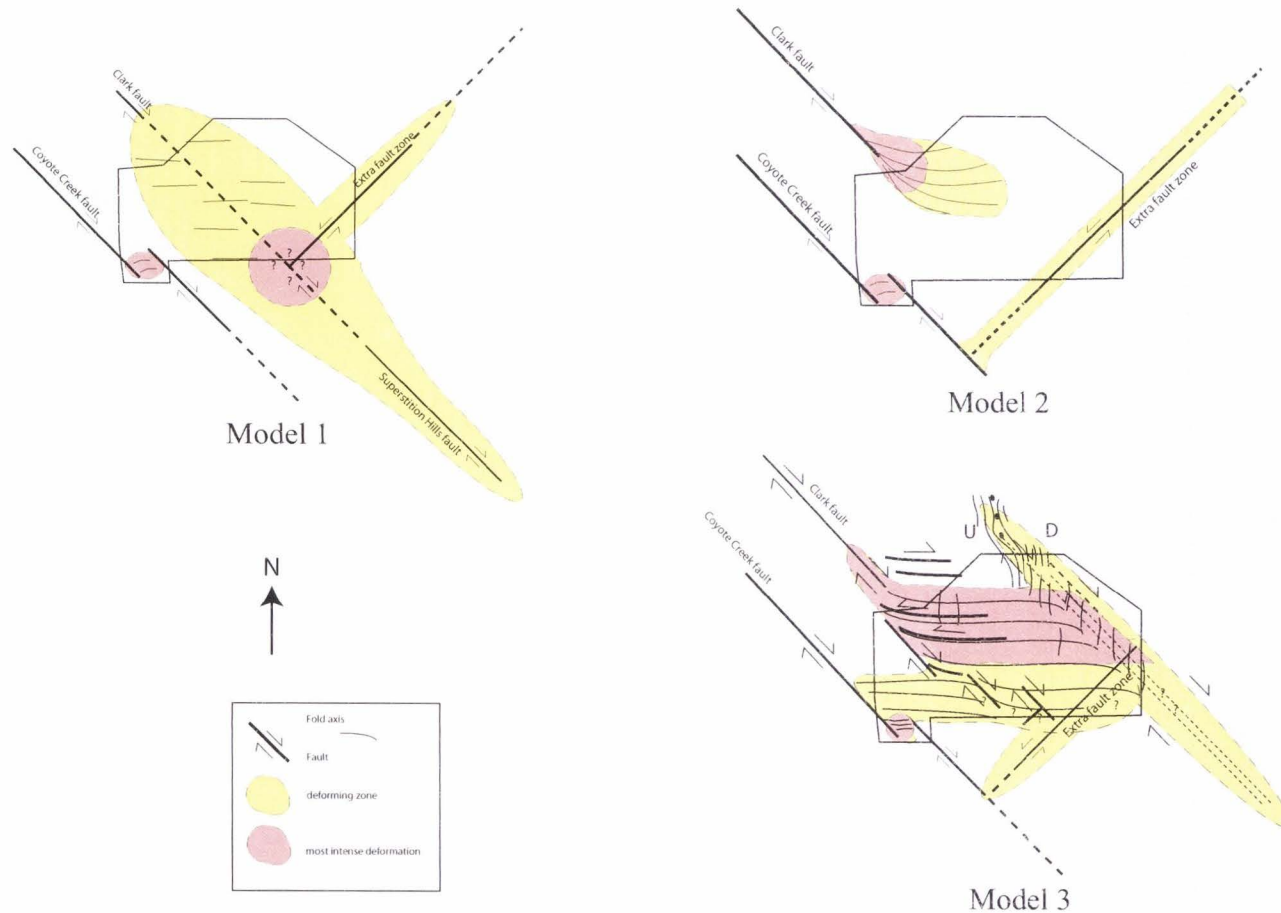 Clark fault
Coyote Creek fault
Extra fault zone
? ? ? ? ?
Superstition Hills fault
Model 1
Clark fault
Coyote Creek fault
Extra fault zone
Model 2
Clark fault
Coyote Creek fault
U D
Extra fault zone
? ? ? ? ?
Model 3
N
Fold axis
Fault
deforming zone
most intense deformation